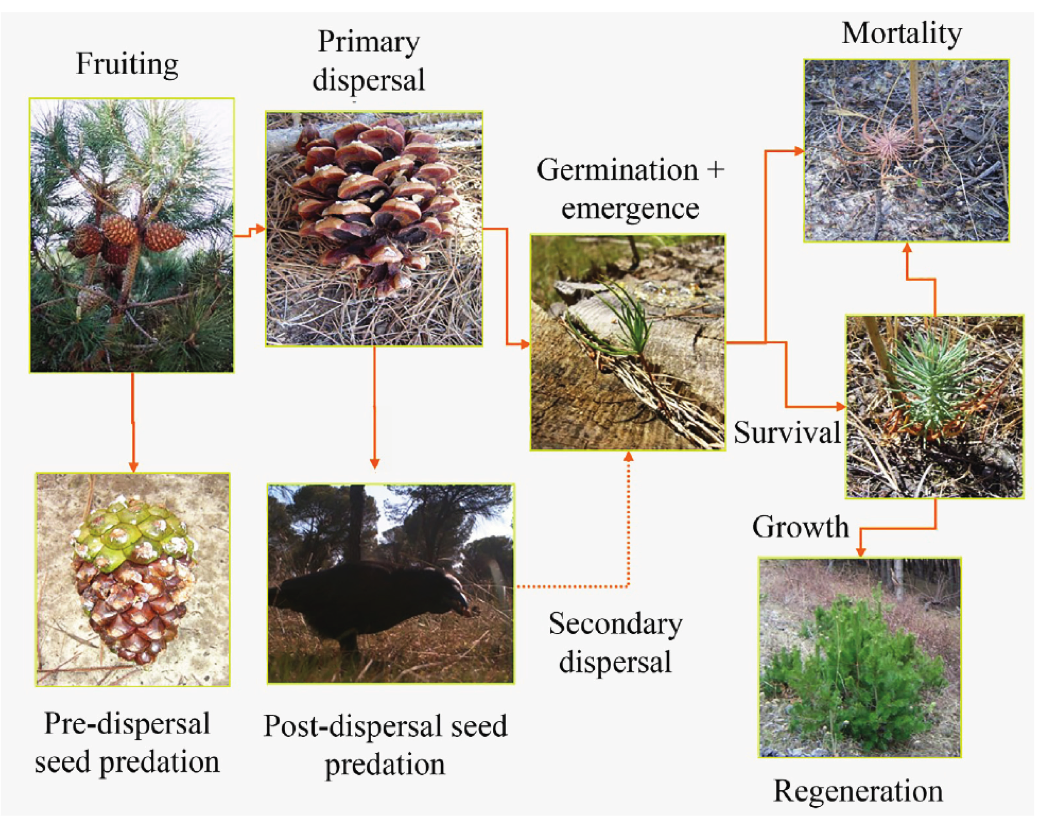 Fruiting
Primary
dispersal
Germination +
emergence
Mortality
Survival
Growth
Secondary
dispersal
Pre-dispersal
seed predation
Post-dispersal seed
predation
Regeneration